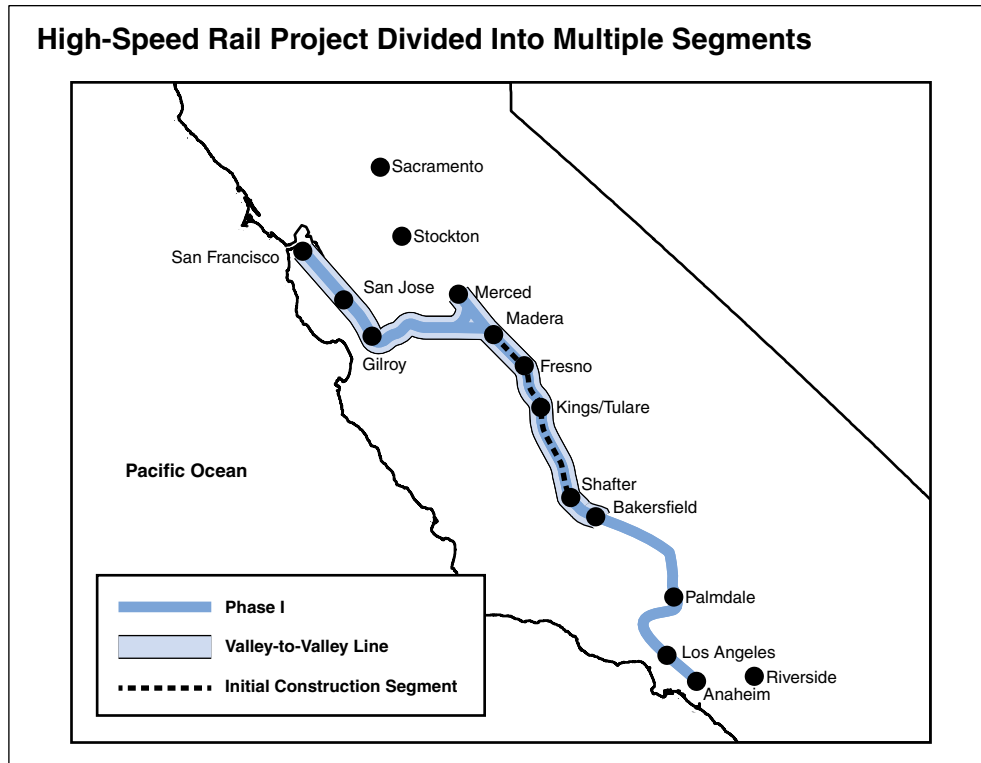 High-Speed Rail Project Divided Into Multiple Segments
Sacramento
Stockton
San Francisco
San Jose
Merced
Madera
Gilroy
Fresno
Kings/Tulare
Pacific Ocean
Shafter
Bakersfield
Phase I
Palmdale
Valley-to-Valley Line
Los Angeles
Riverside
Initial Construction Segment
Anaheim